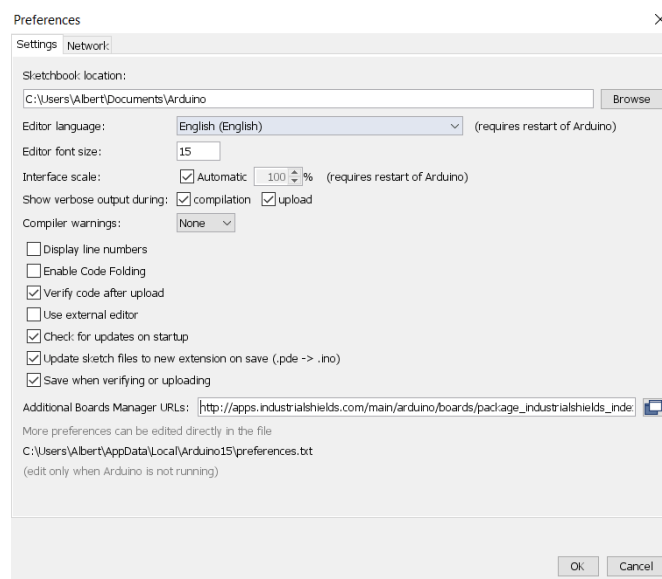 Preferences
Settings Network
Sketchbook location:
C:\Users\Albert\Documents\Arduino Browse
Editor language: English (English) (requires restart of Arduino)
Editor font size: 15
Interface scale: Automatic 100 % (requires restart of Arduino)
Show verbose output during: compilation upload
Compiler warnings: None
Display line numbers
Enable Code Folding
Verify code after upload
Use external editor
Check for updates on startup
Update sketch files to new extension on save (.pde -> .ino)
Save when verifying or uploading
Additional Boards Manager URLs: http://apps.industrialshields.com/main/arduino/boards/package_industrialshields_inde
More preferences can be edited directly in the file
C:\Users\Albert\AppData\Local\Arduino15\preferences.txt
(edit only when Arduino is not running)
OK Cancel